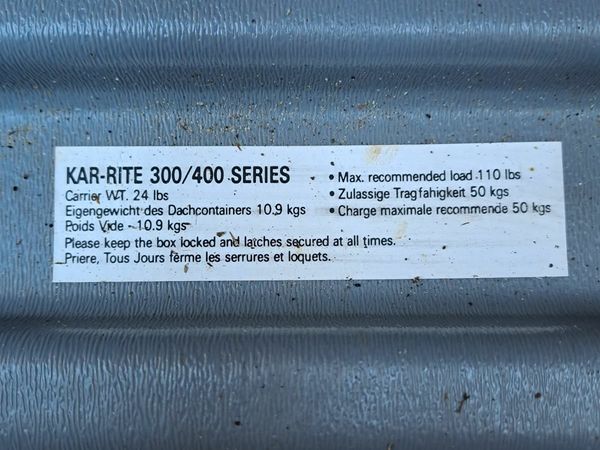 KAR-RITE 300/400 SERIES
Carrier WT. 24 lbs
Eigengewicht des Dachcontainers 10.9 kgs
Poids Vide - 10.9 kgs
• Max. recommended load 110 lbs
• Zulassige Tragfahigkeit 50 kgs
• Charge maximale recommende 50 kgs
Please keep the box locked and latches secured at all times.
Priere, Tous Jours ferme les serrures et loquets.